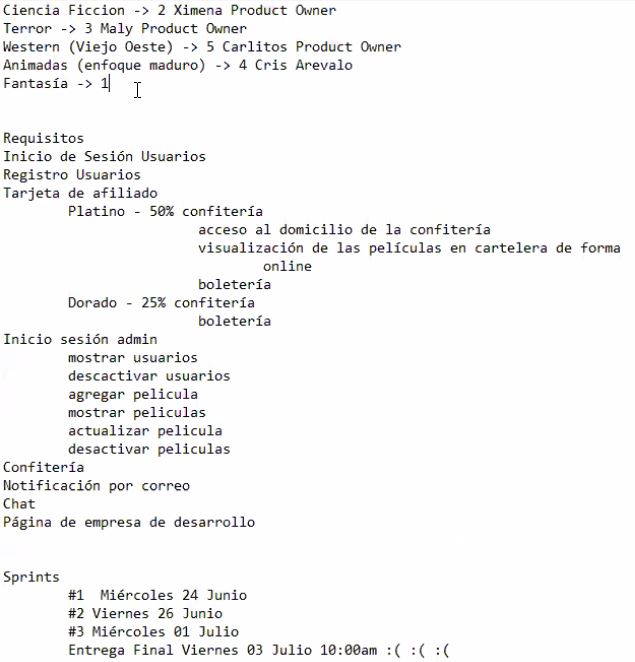 Ciencia Ficcion -> 2 Ximena Product Owner
Terror -> 3 Maly Product Owner
Western (Viejo Oeste) -> 5 Carlitos Product Owner
Animadas (enfoque maduro) -> 4 Cris Arevalo
Fantasía -> 1
Requisitos
Inicio de Sesión Usuarios
Registro Usuarios
Tarjeta de afiliado
Platino - 50% confitería
acceso al domicilio de la confitería
visualización de las películas en cartelera de forma
online
boletería
Dorado - 25% confitería
boletería
Inicio sesión admin
mostrar usuarios
descactivar usuarios
agregar pelicula
mostrar peliculas
actualizar pelicula
desactivar peliculas
Confitería
Notificación por correo
Chat
Página de empresa de desarrollo
Sprints
#1  Miércoles 24 Junio
#2 Viernes 26 Junio
#3 Miércoles 01 Julio
Entrega Final Viernes 03 Julio 10:00am :( :( :(